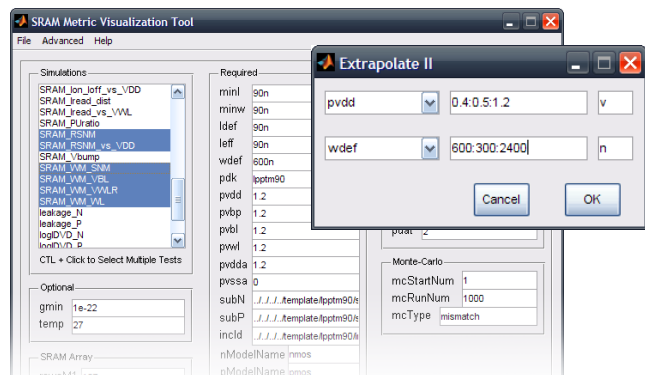 SRAM Metric Visualization Tool
File Advanced Help
Simulations
SRAM_Ion_Ioff_vs_VDD
SRAM_Iread_dist
SRAM_Iread_vs_VWL
SRAM_PUratio
SRAM_RSNM
SRAM_RSNM_vs_VDD
SRAM_Vbump
SRAM_WM_SNM
SRAM_WM_VBL
SRAM_WM_VWLR
SRAM_WM_WL
leakage_N
leakage_P
logIDVD_N
logIDVD_P
CTL + Click to Select Multiple Tests
Optional
gmin 1e-22
temp 27
SRAM Array
Required
minl 90n
minw 90n
ldef 90n
leff 90n
wdef 600n
pdk lpptm90
pvdd 1.2
pvbp 1.2
pvbl 1.2
pvwl 1.2
pvdda 1.2
pvssa 0
subN ../../../../template/lpptm90/s
subP ../../../../template/lpptm90/s
incld ../../../../template/lpptm90/i
nModelName nmos
pModelName pmos
pdat 2
Monte-Carlo
mcStartNum 1
mcRunNum 1000
mcType mismatch
Extrapolate II
pvdd 0.4:0.5:1.2 v
wdef 600:300:2400 n
Cancel OK